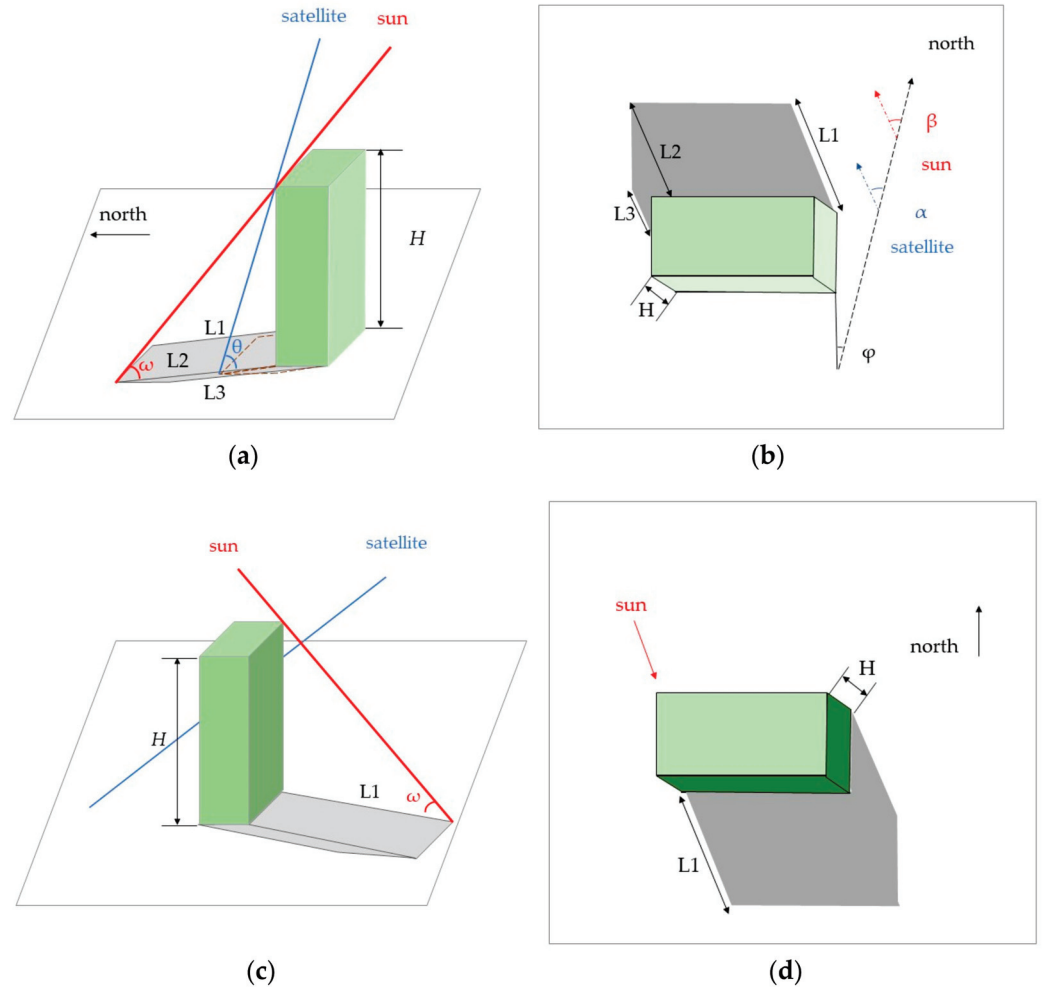 satellite
sun
north
H
L1
L2
θ
ω
L3
(a)
north
β
sun
α
satellite
L1
L2
L3
H
φ
(b)
sun
satellite
H
L1
ω
(c)
sun
north
H
L1
(d)